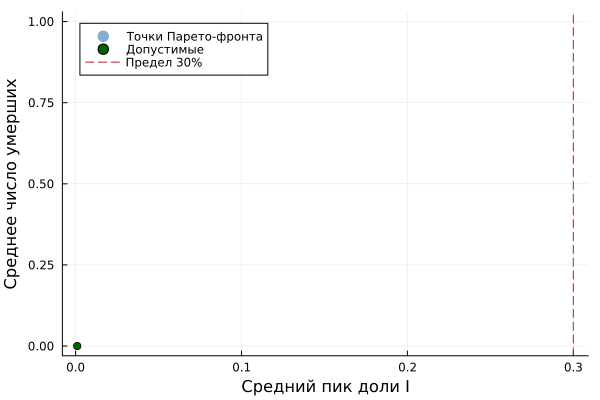 1.00
0.75
0.50
0.25
0.00
0.0
0.1
0.2
0.3
Точки Парето-фронта
Допустимые
Предел 30%
Среднее число умерших
Средний пик доли I